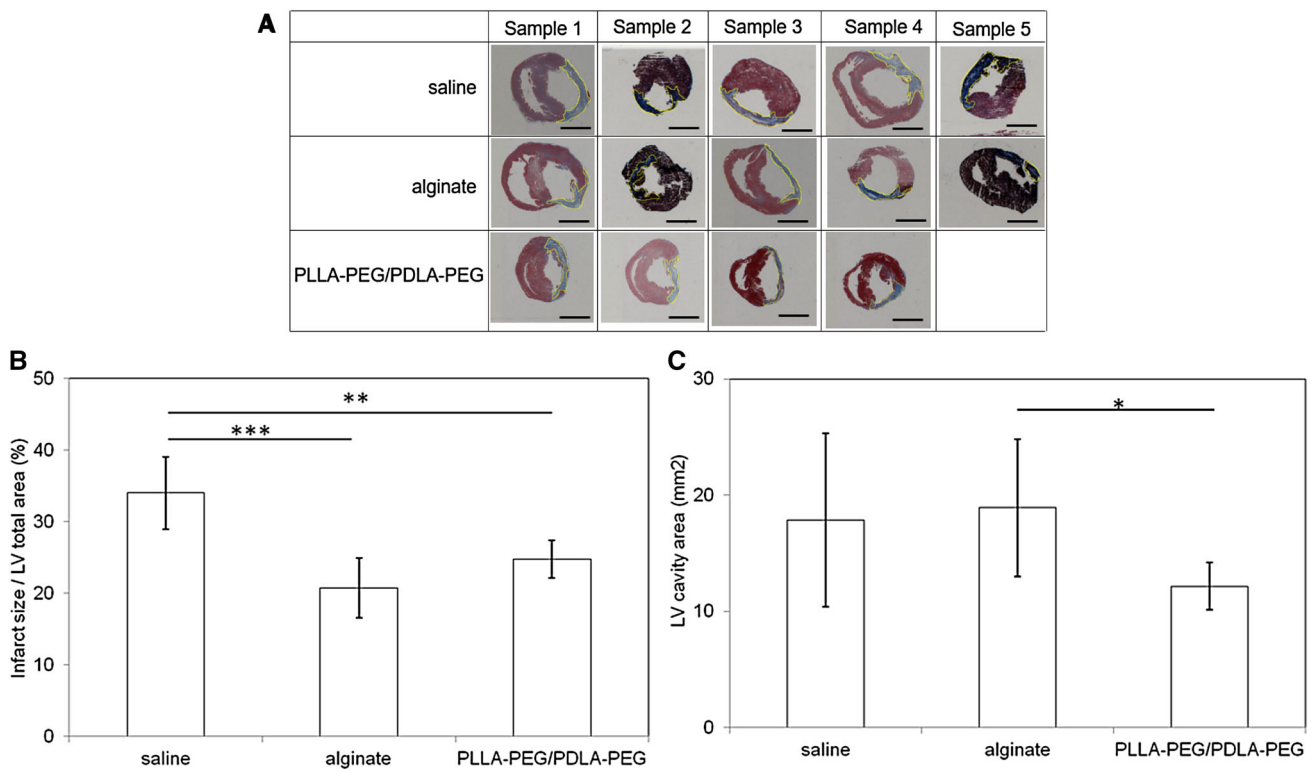 A
Sample 1 Sample 2 Sample 3 Sample 4 Sample 5
saline
alginate
PLLA-PEG/PDLA-PEG
B
50
40
30
20
10
0
Infarct size / LV total area (%)
**
***
saline alginate PLLA-PEG/PDLA-PEG
C
30
20
10
0
LV cavity area (mm2)
*
saline alginate PLLA-PEG/PDLA-PEG